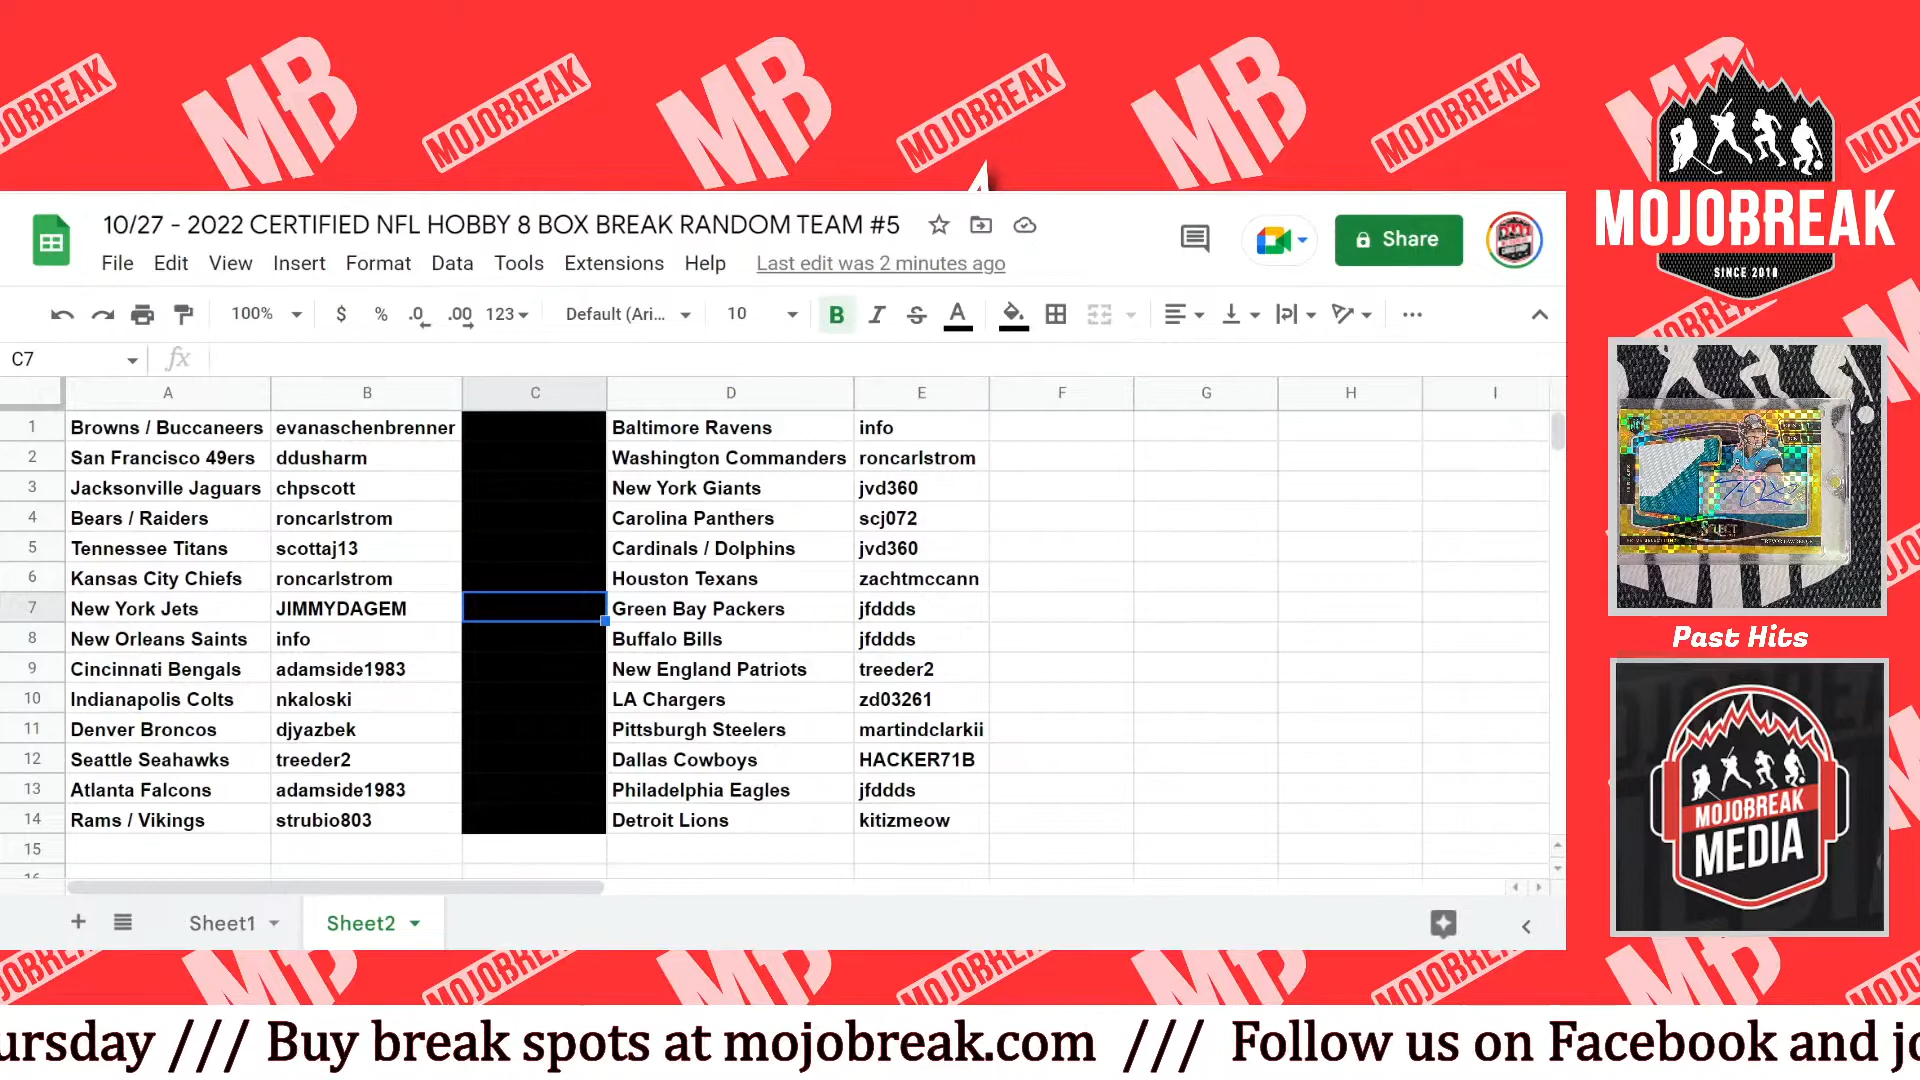 MOJOBREAK
MOJOBREAK
MOJOBREAK
MOJOBREAK
MOJOBREAK
MB
MB
MB
MOJOBREAK
SINCE 2010
10/27 - 2022 CERTIFIED NFL HOBBY 8 BOX BREAK RANDOM TEAM #5
Share
File Edit View Insert Format Data Tools Extensions Help Last edit was 2 minutes ago
100% $ % .0 .00 123 Default (Ari... 10 B I S A
C7 fx
A B C D E F G H I
1 Browns / Buccaneers evanaschenbrenner Baltimore Ravens info
2 San Francisco 49ers ddusharm Washington Commanders roncarlstrom
3 Jacksonville Jaguars chpscott New York Giants jvd360
4 Bears / Raiders roncarlstrom Carolina Panthers scj072
5 Tennessee Titans scottaj13 Cardinals / Dolphins jvd360
6 Kansas City Chiefs roncarlstrom Houston Texans zachtmccann
7 New York Jets JIMMYDAGEM Green Bay Packers jfddds
8 New Orleans Saints info Buffalo Bills jfddds
9 Cincinnati Bengals adamside1983 New England Patriots treeder2
10 Indianapolis Colts nkaloski LA Chargers zd03261
11 Denver Broncos djyazbek Pittsburgh Steelers martindclarkii
12 Seattle Seahawks treeder2 Dallas Cowboys HACKER71B
13 Atlanta Falcons adamside1983 Philadelphia Eagles jfddds
14 Rams / Vikings strubio803 Detroit Lions kitizmeow
15
16
SELECT
Past Hits
MOJOBREAK
MEDIA
Sheet1 Sheet2
ursday /// Buy break spots at mojobreak.com /// Follow us on Facebook and jo